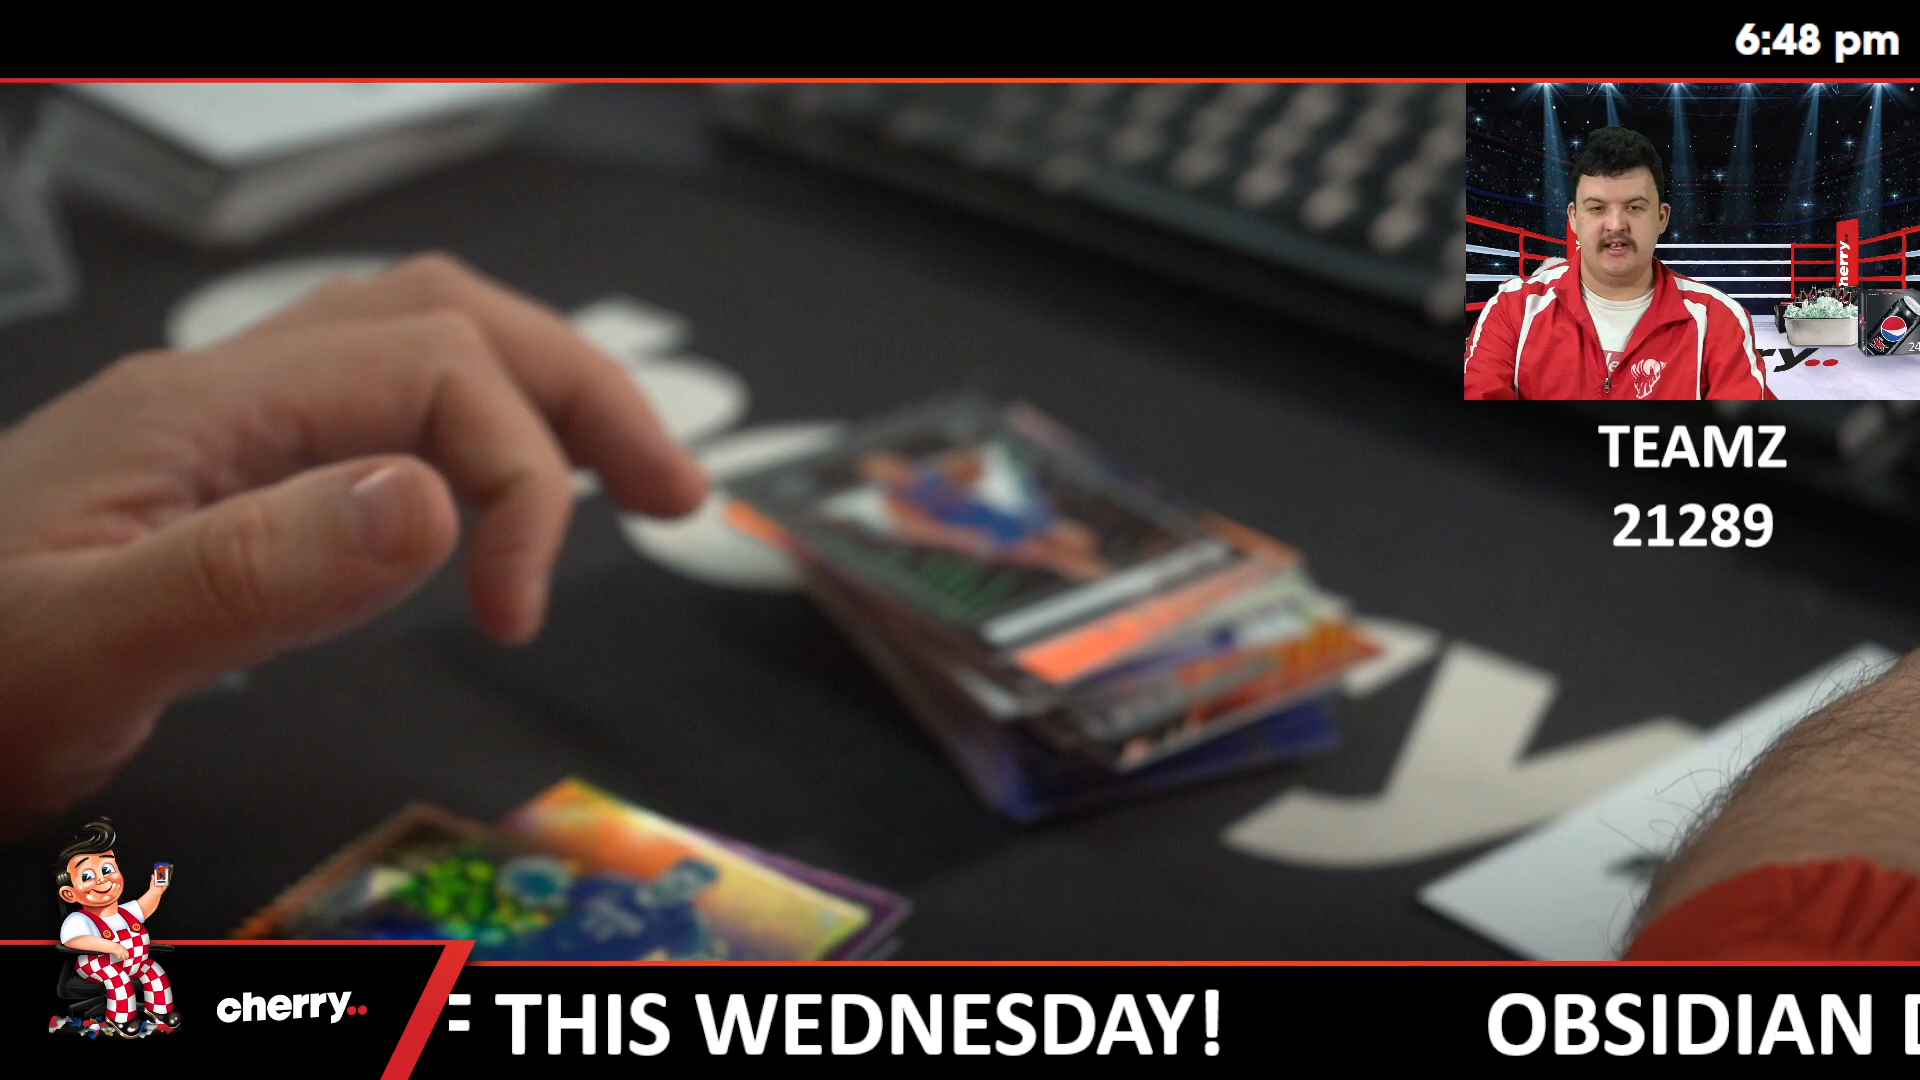 6:48 pm
TEAMZ
21289
cherry..
F THIS WEDNESDAY!
OBSIDIAN D